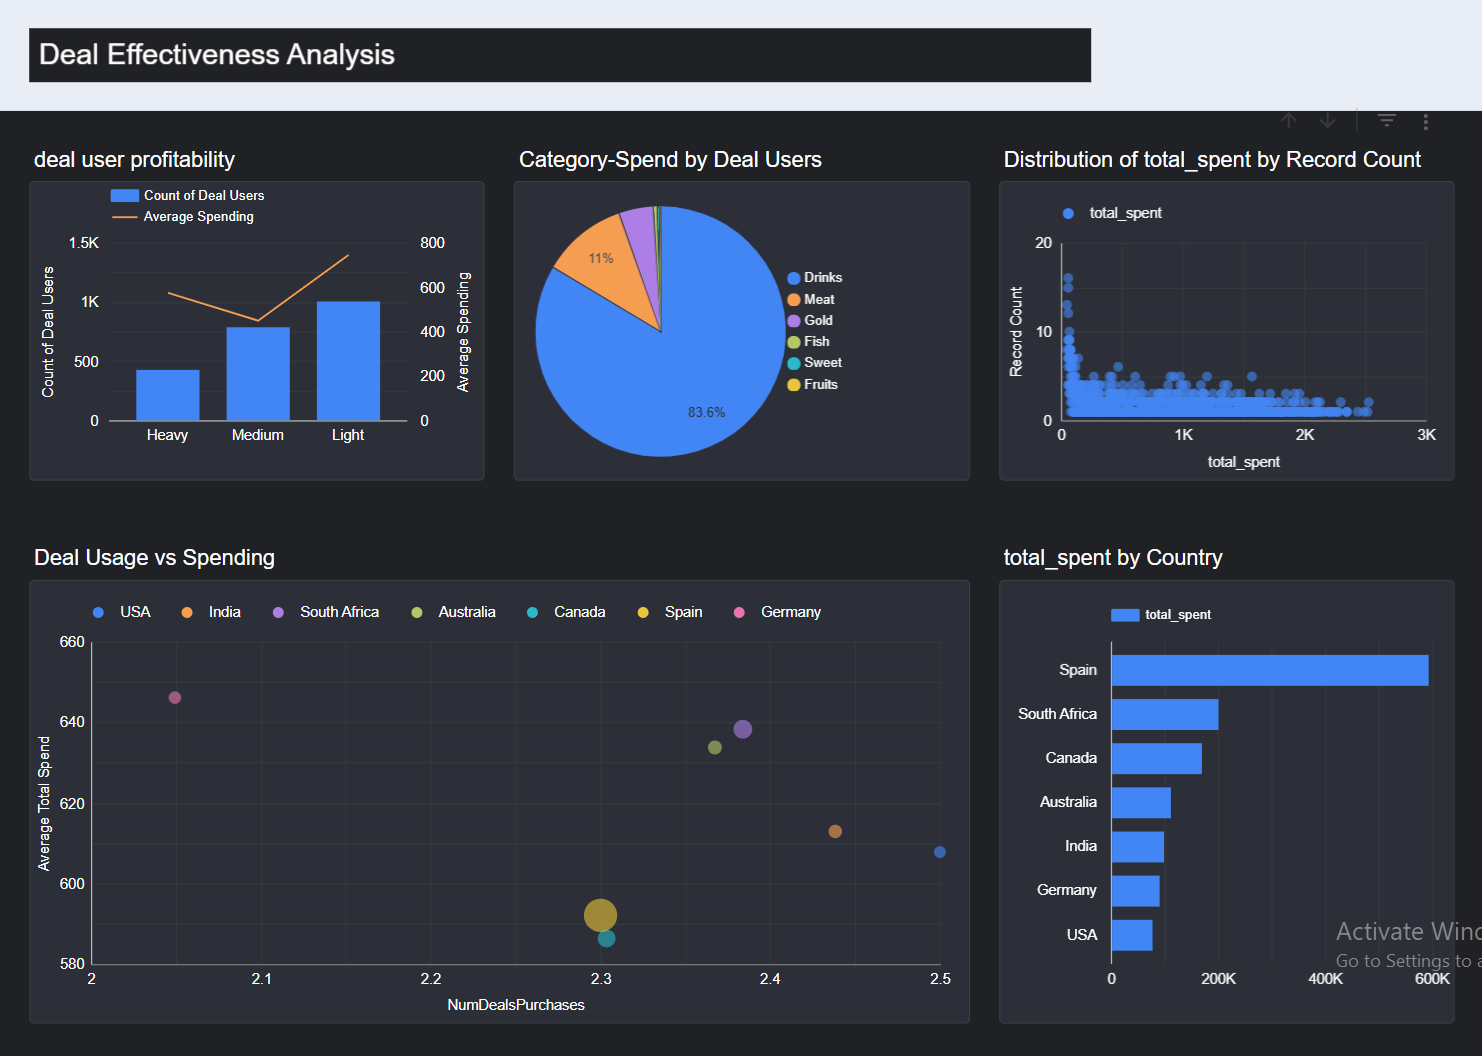 Deal Effectiveness Analysis
deal user profitability
Count of Deal Users
Average Spending
1.5K
1K
500
0
800
600
400
200
0
Count of Deal Users
Average Spending
Heavy
Medium
Light
Category-Spend by Deal Users
11%
83.6%
Drinks
Meat
Gold
Fish
Sweet
Fruits
Distribution of total_spent by Record Count
total_spent
20
10
0
Record Count
0
1K
2K
3K
total_spent
Deal Usage vs Spending
USA
India
South Africa
Australia
Canada
Spain
Germany
660
640
620
600
580
Average Total Spend
2
2.1
2.2
2.3
2.4
2.5
NumDealsPurchases
total_spent by Country
total_spent
Spain
South Africa
Canada
Australia
India
Germany
USA
0
200K
400K
600K
Activate Winc
Go to Settings to a